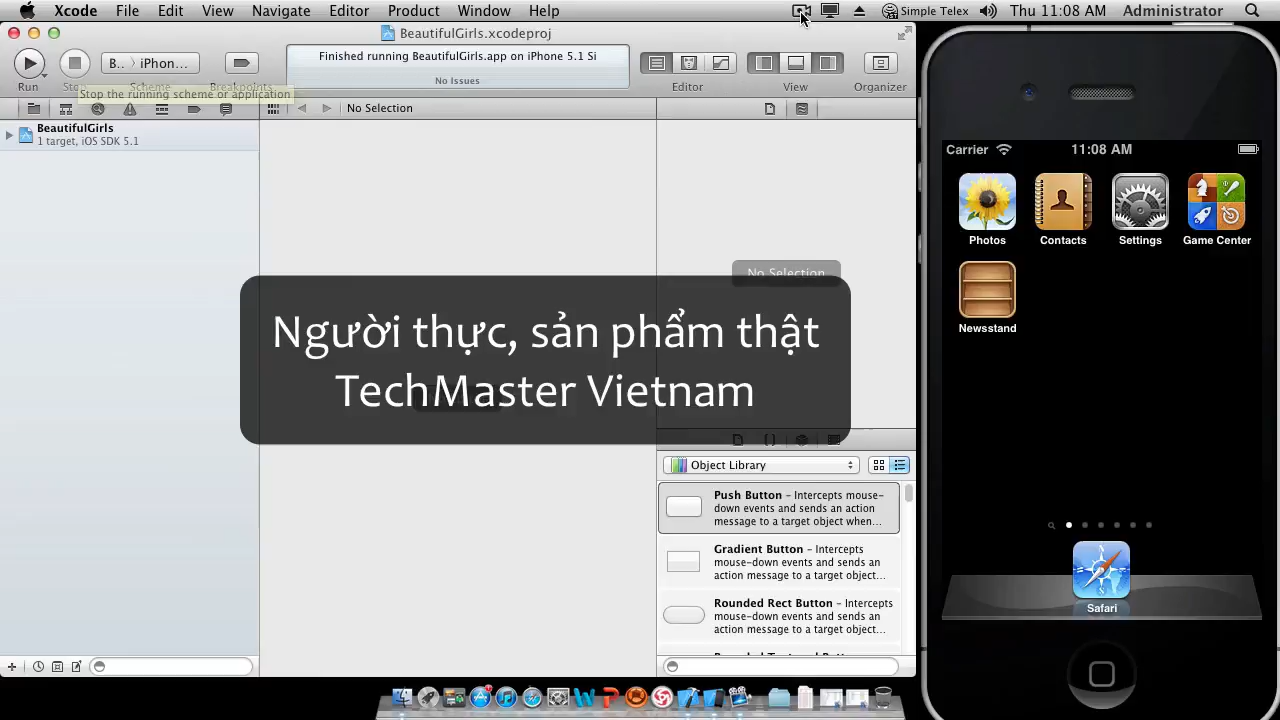 Xcode File Edit View Navigate Editor Product Window Help
Simple Telex Thu 11:08 AM Administrator
BeautifulGirls.xcodeproj
Finished running BeautifulGirls.app on iPhone 5.1 Si
No Issues
B.. iPhon...
Run Scheme Breakpoints Editor View Organizer
Stop the running scheme or application
No Selection
BeautifulGirls
1 target, iOS SDK 5.1
No Selection
Người thực, sản phẩm thật
TechMaster Vietnam
Object Library
Push Button – Intercepts mouse-
down events and sends an action
message to a target object when...
Gradient Button – Intercepts
mouse-down events and sends an
action message to a target object...
Rounded Rect Button – Intercepts
mouse-down events and sends an
action message to a target object...
Carrier 11:08 AM
Photos Contacts Settings Game Center
Newsstand
Safari